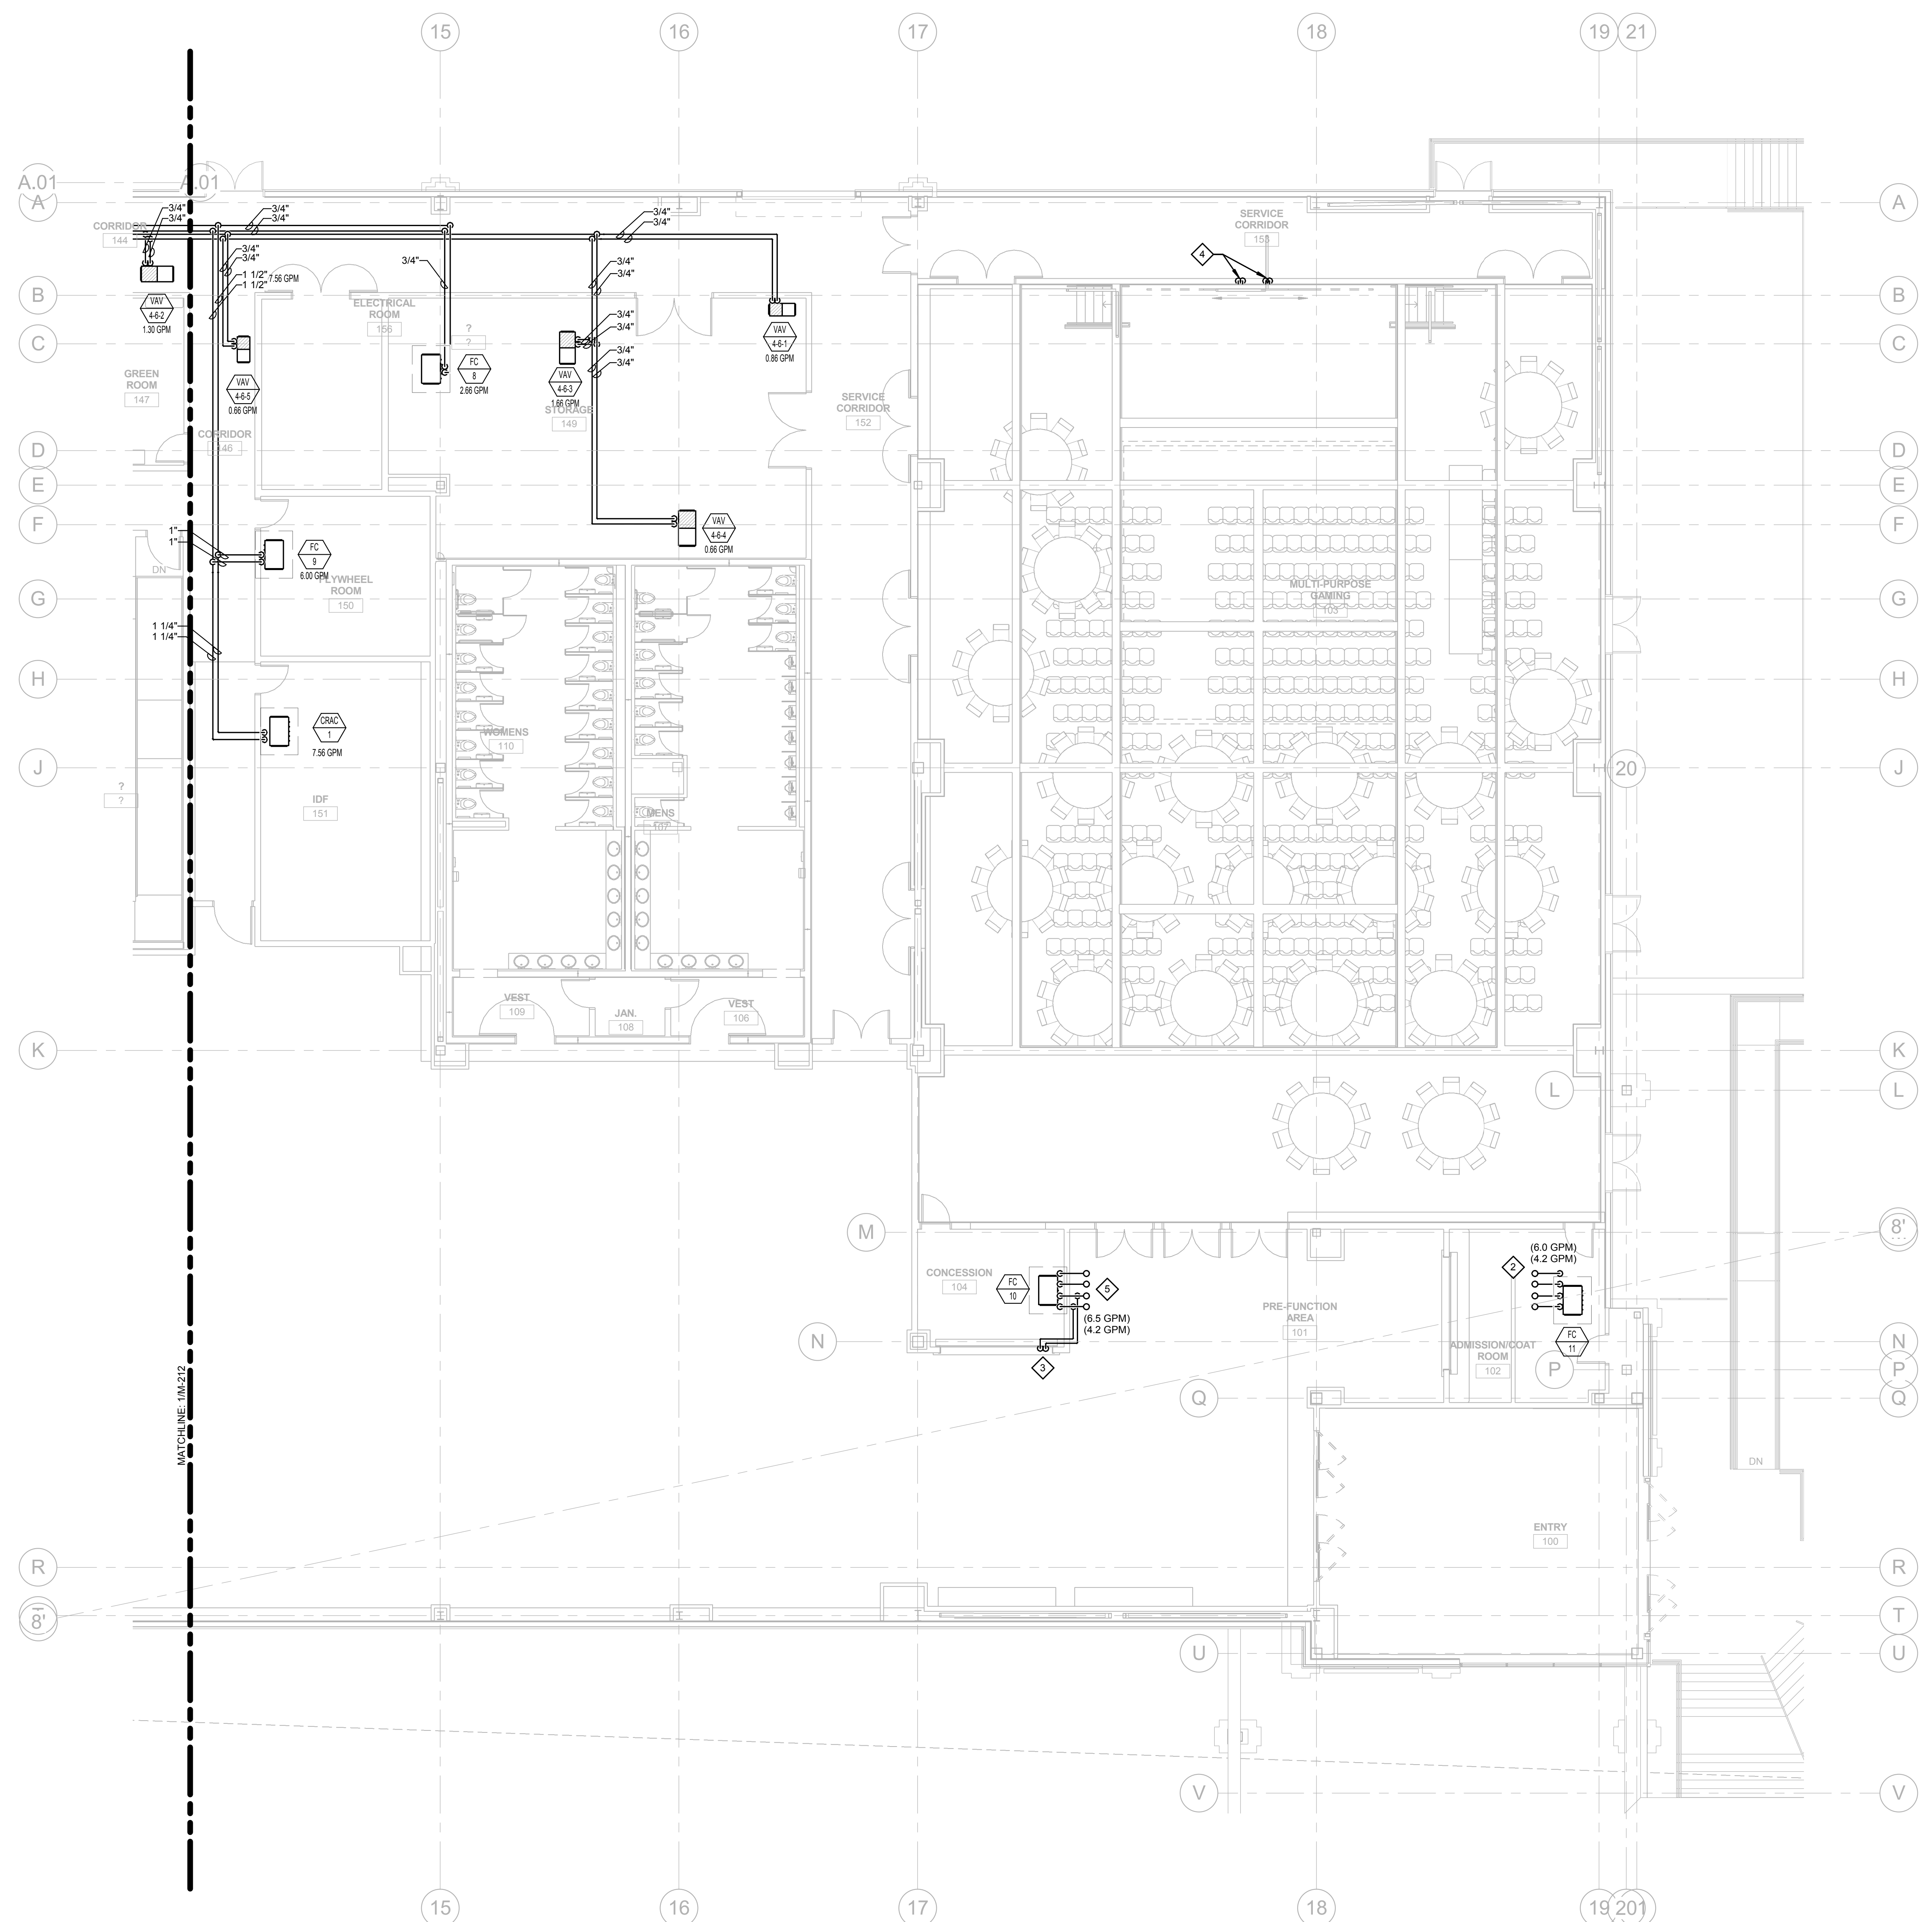 15
16
17
18
19
21
A.01
A.01
A
A
3/4"
3/4"
3/4"
3/4"
3/4"
3/4"
CORRIDOR
144
SERVICE
CORRIDOR
153
4
3/4"
3/4"
1 1/2"
1 1/2"
7.56 GPM
3/4"
3/4"
3/4"
B
B
VAV
4-6-2
1.30 GPM
ELECTRICAL
ROOM
156
?
?
3/4"
3/4"
3/4"
3/4"
VAV
4-6-1
0.86 GPM
C
C
GREEN
ROOM
147
VAV
4-6-5
0.66 GPM
FC
8
2.66 GPM
VAV
4-6-3
1.66 GPM
STORAGE
149
SERVICE
CORRIDOR
152
CORRIDOR
146
D
D
E
E
F
F
1"
1"
VAV
4-6-4
0.66 GPM
FC
9
6.00 GPM
DN
FLYWHEEL
ROOM
150
MULTI-PURPOSE
GAMING
103
G
G
1 1/4"
1 1/4"
H
H
CRAC
1
7.56 GPM
WOMENS
110
J
J
20
?
?
IDF
151
MENS
107
VEST
109
JAN.
108
VEST
106
K
K
L
L
M
8'
...
(6.0 GPM)
(4.2 GPM)
2
CONCESSION
104
FC
10
5
(6.5 GPM)
(4.2 GPM)
PRE-FUNCTION
AREA
101
N
N
3
FC
11
ADMISSION/COAT
ROOM
102
P
P
Q
Q
MATCHLINE: 1/M-212
DN
ENTRY
100
R
R
8'
T
U
U
V
V
15
16
17
18
19
20